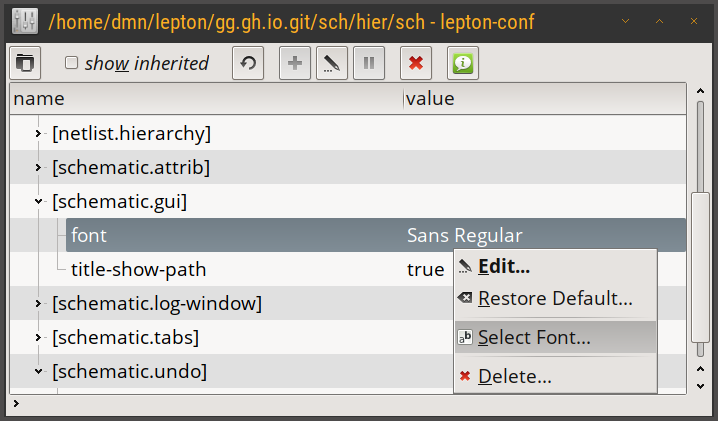 /home/dmn/lepton/gg.gh.io.git/sch/hier/sch - lepton-conf
show inherited
name value
[netlist.hierarchy]
[schematic.attrib]
[schematic.gui]
font Sans Regular
title-show-path true
Edit...
Restore Default...
[schematic.log-window]
[schematic.tabs]
Select Font...
[schematic.undo]
Delete...